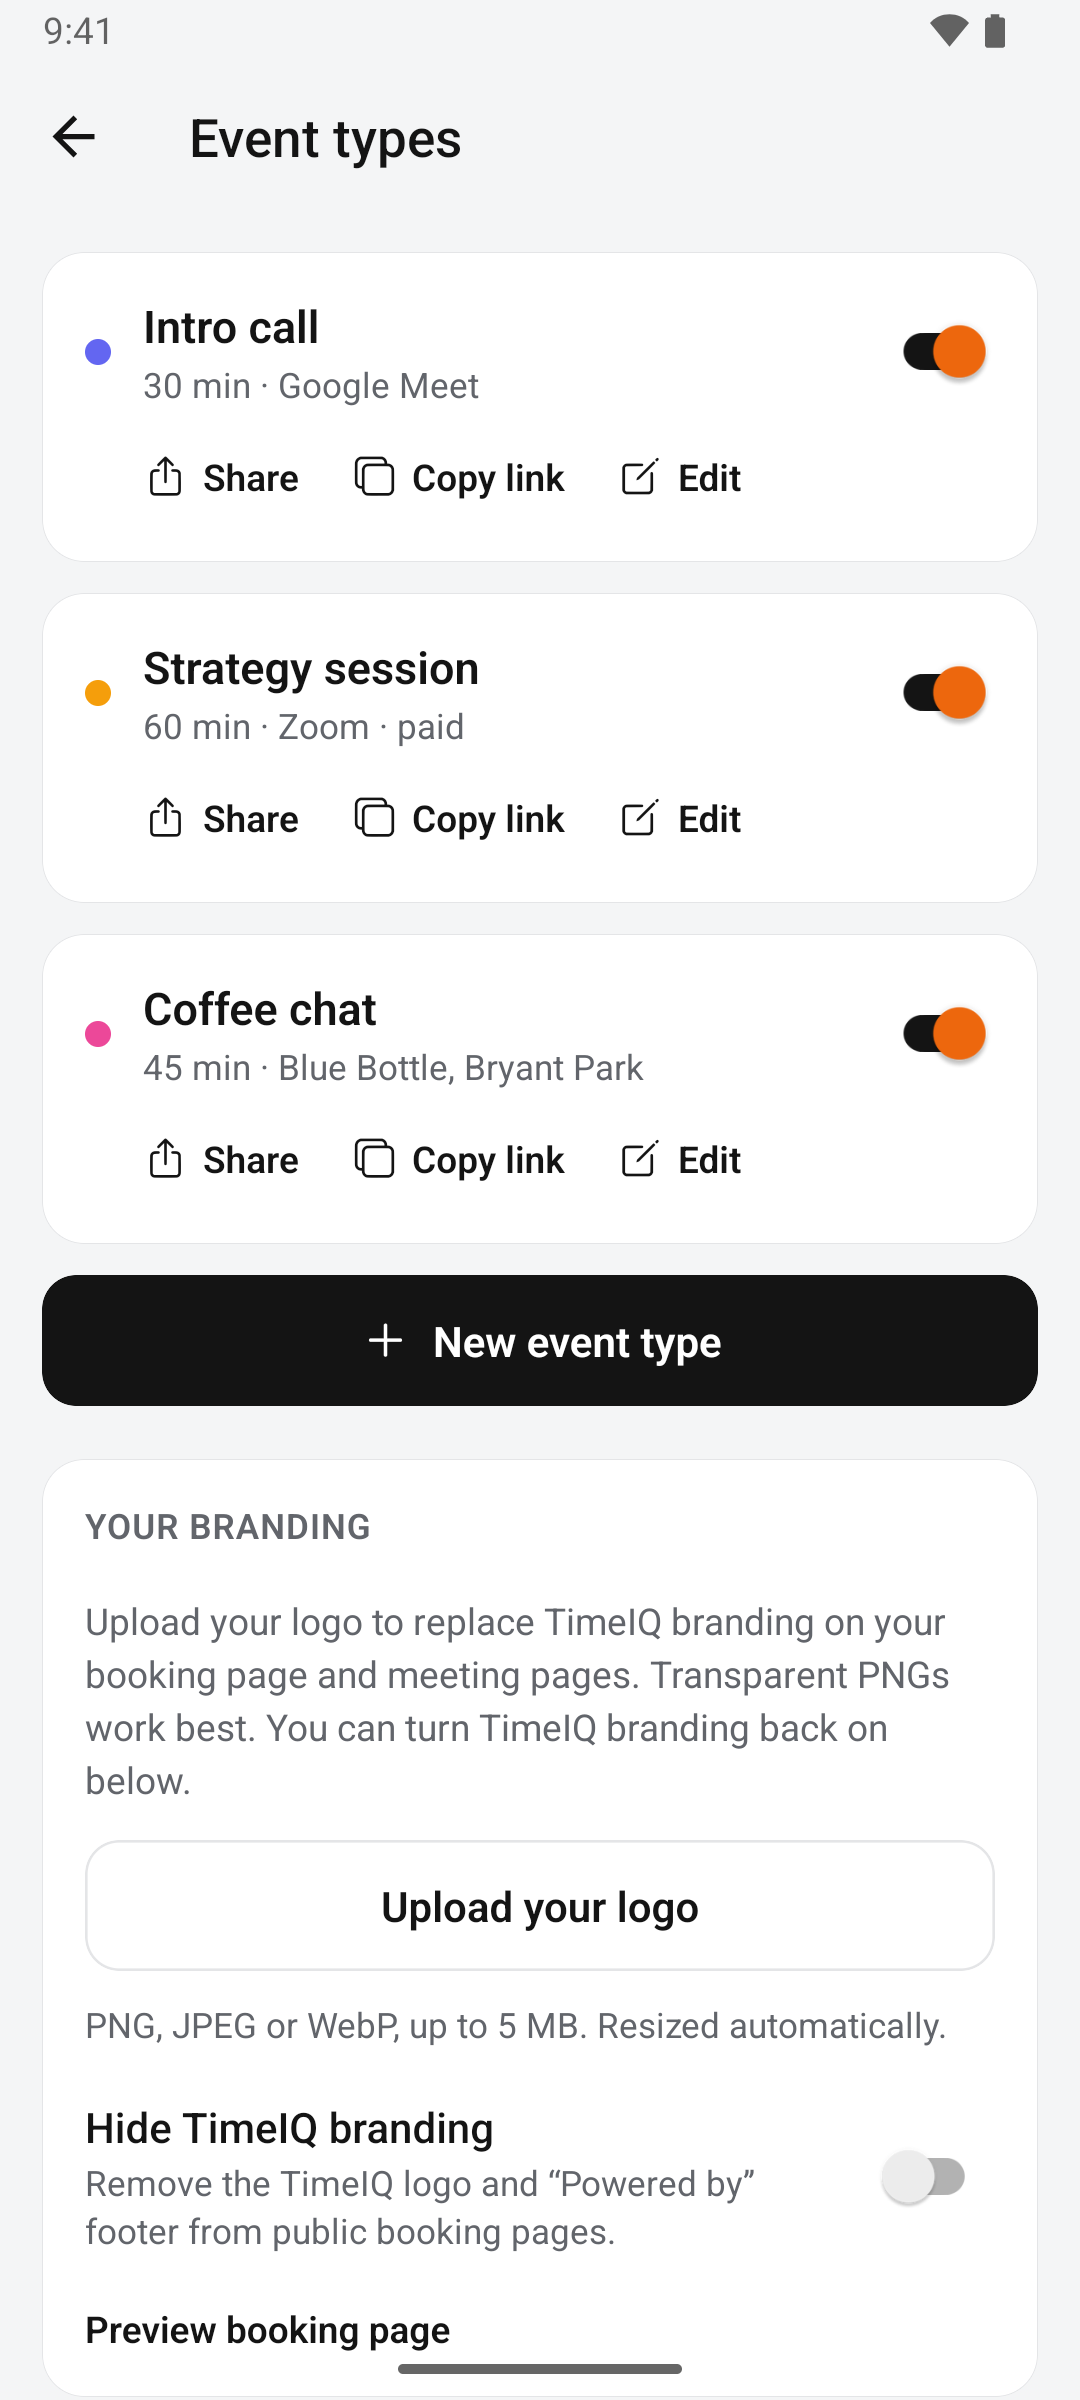 9:41
Event types
Intro call
30 min · Google Meet
Share Copy link Edit
Strategy session
60 min · Zoom · paid
Share Copy link Edit
Coffee chat
45 min · Blue Bottle, Bryant Park
Share Copy link Edit
New event type
YOUR BRANDING
Upload your logo to replace TimeIQ branding on your
booking page and meeting pages. Transparent PNGs
work best. You can turn TimeIQ branding back on
below.
Upload your logo
PNG, JPEG or WebP, up to 5 MB. Resized automatically.
Hide TimeIQ branding
Remove the TimeIQ logo and “Powered by”
footer from public booking pages.
Preview booking page